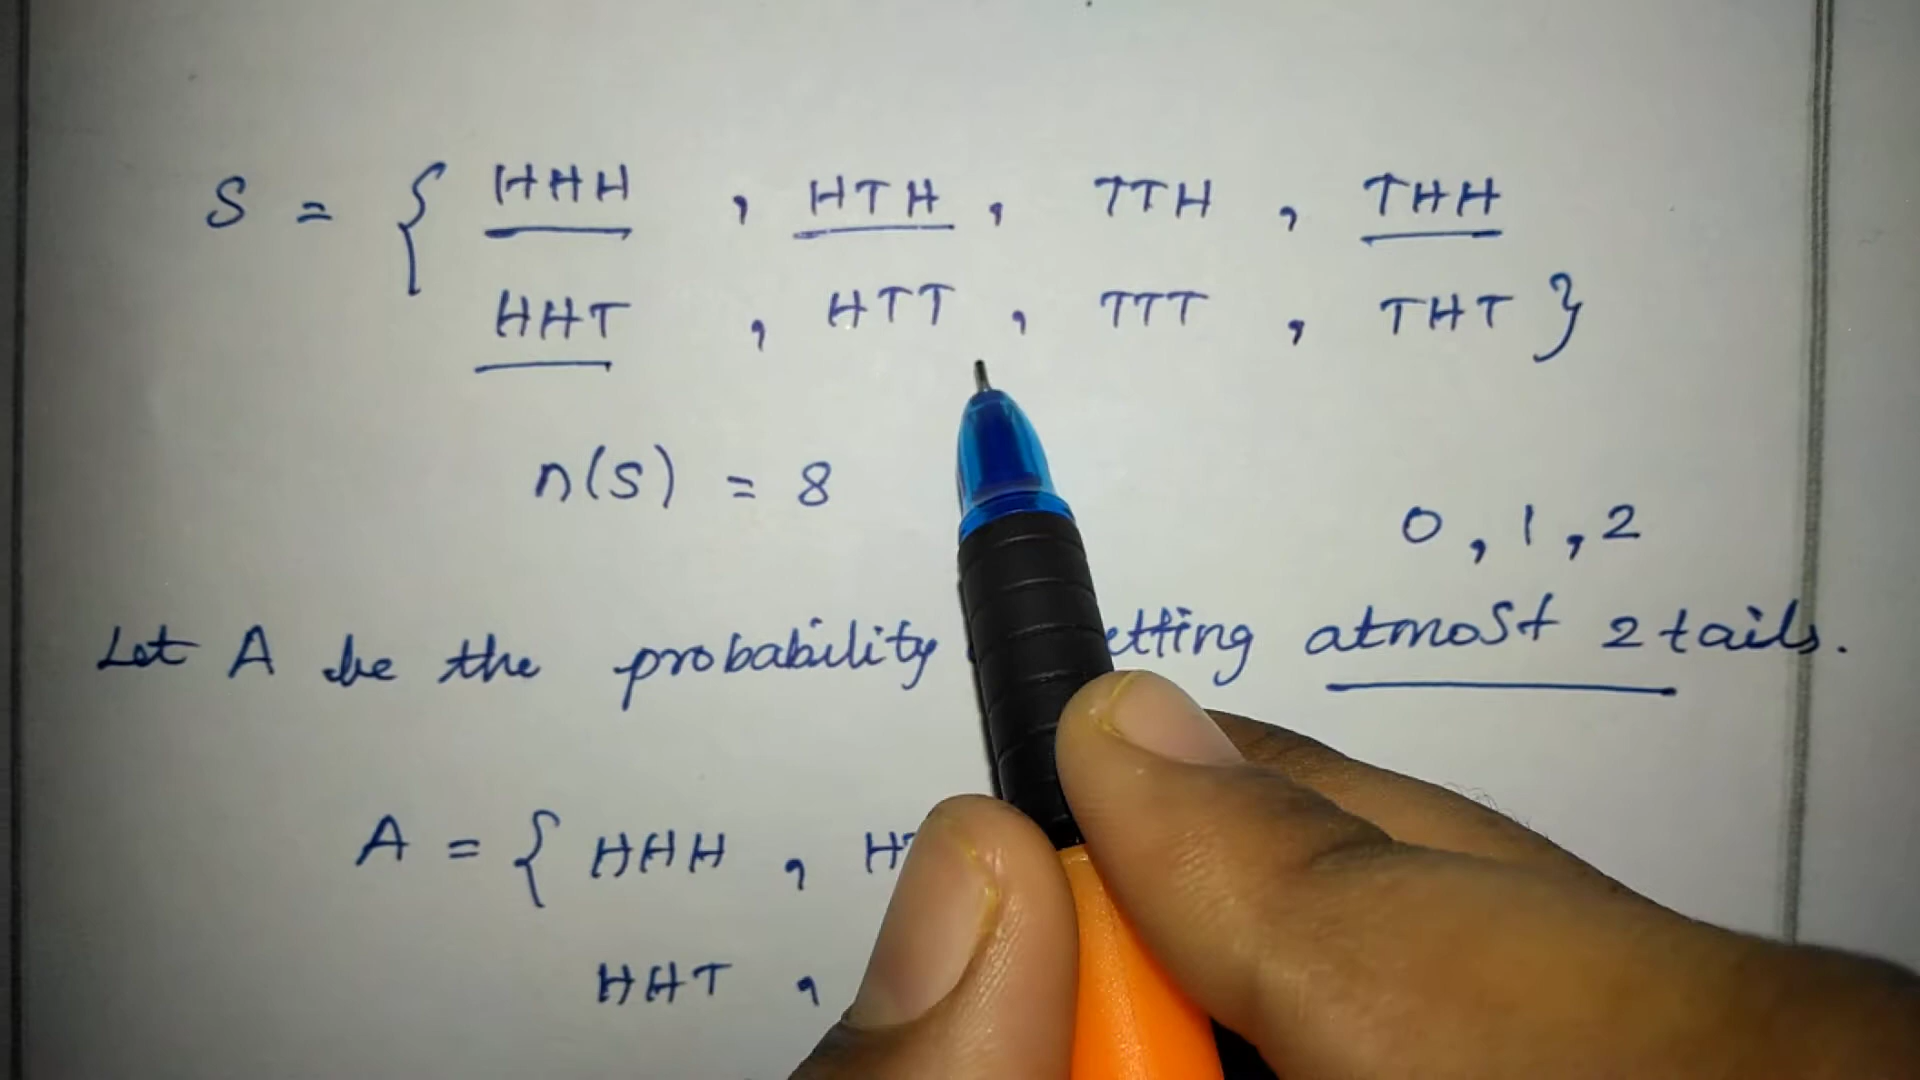 S = { HHH , HTH , TTH , THH
HHT , HTT , TTT , THT }
n(S) = 8
0 , 1 , 2
Let A be the probability etting atmost 2 tails.
A = { HHH , HT
HHT ,